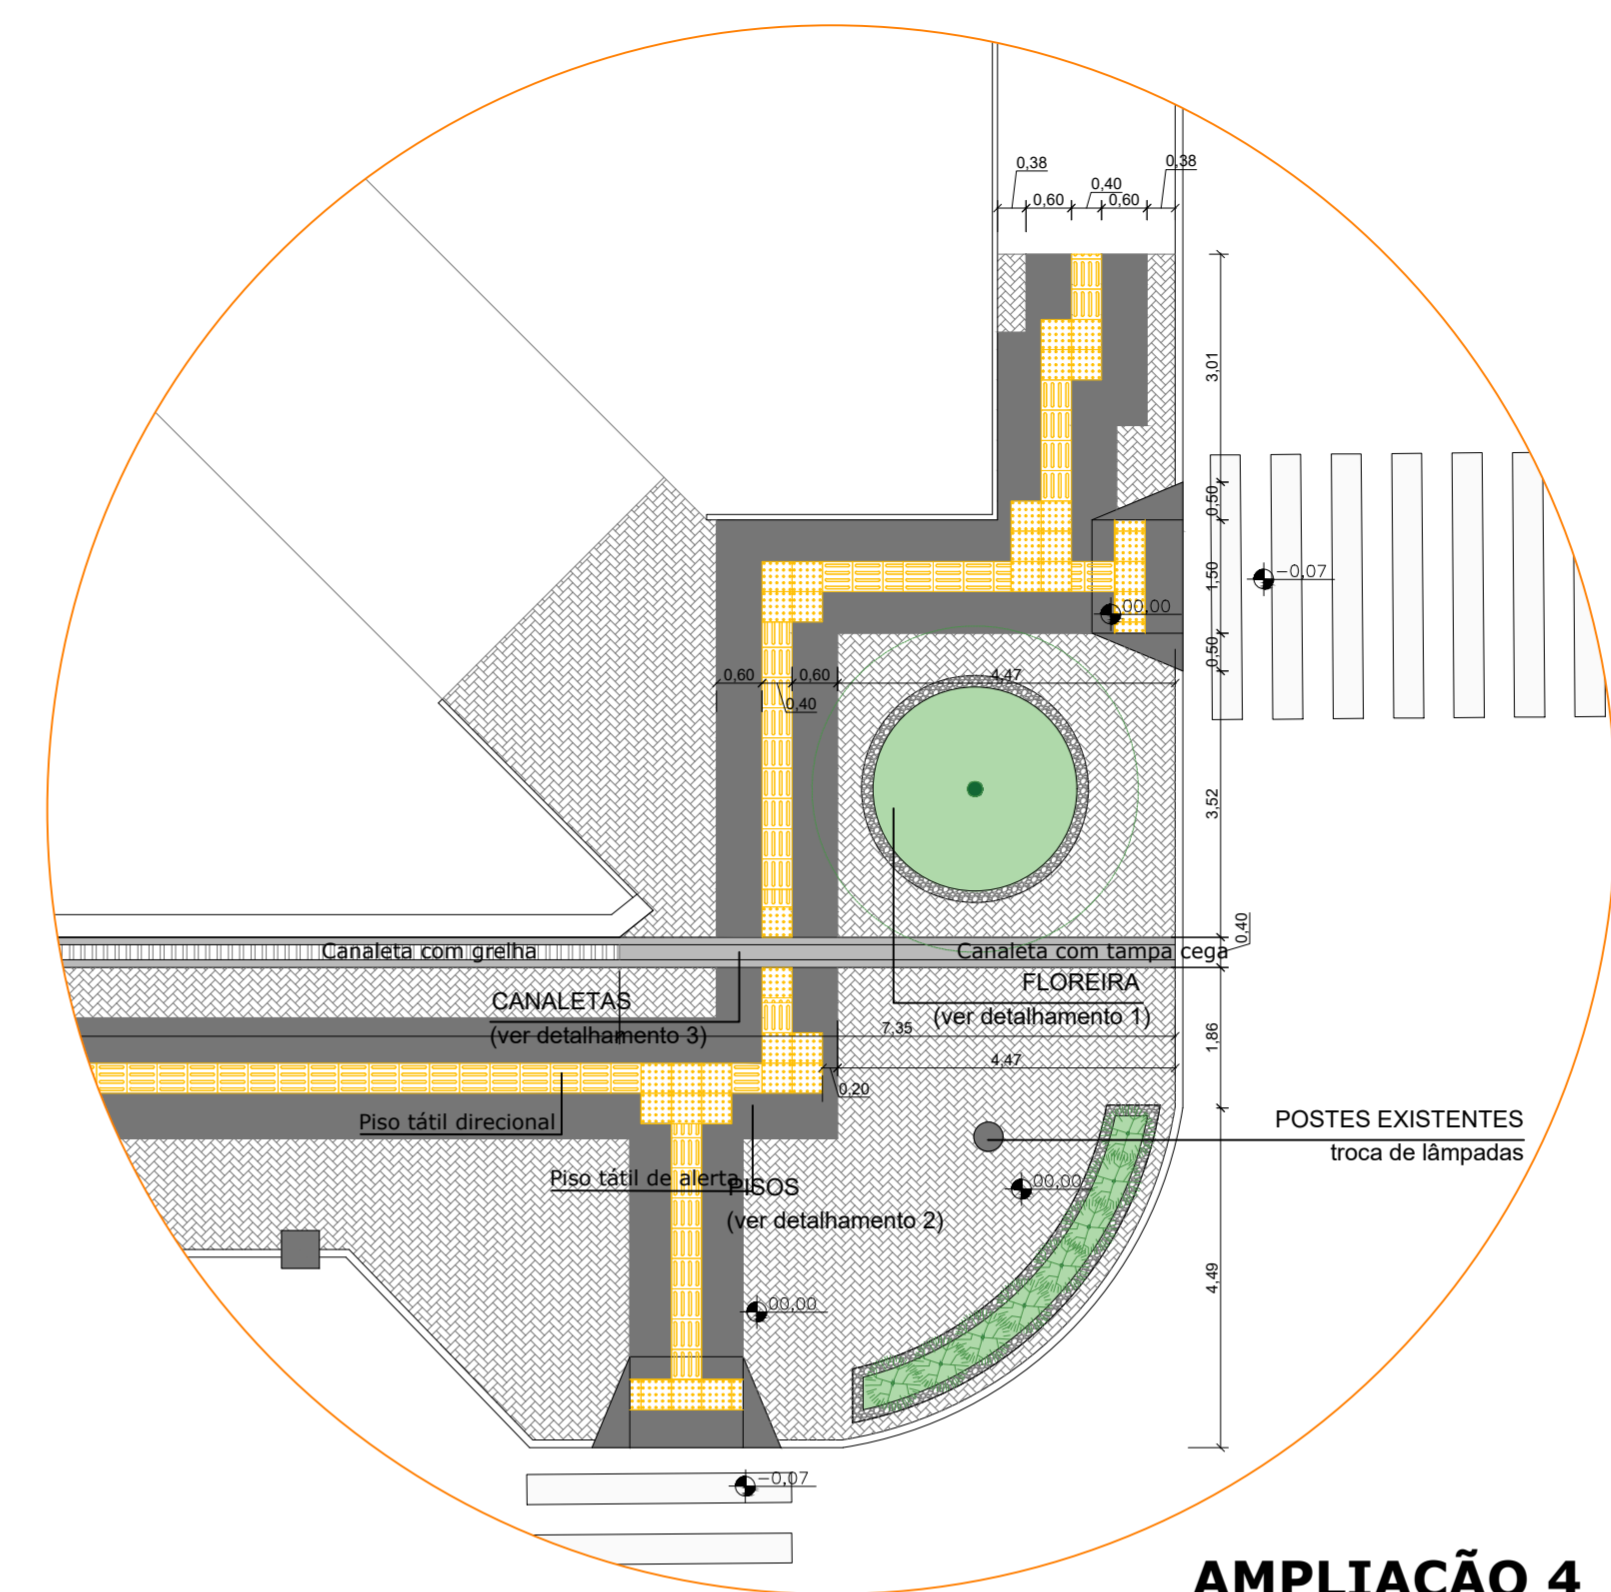 0,38
0,38
0,40
0,60
0,60
3,01
0,50
-0,07
1,50
00,00
0,50
0,60
0,60
4,47
0,40
3,52
0,40
Canaleta com grelha
Canaleta com tampa cega
FLOREIRA
(ver detalhamento 1)
CANALETAS
(ver detalhamento 3)
7,35
1,86
4,47
0,20
Piso tátil direcional
POSTES EXISTENTES
troca de lâmpadas
Piso tátil de alerta
PISOS
(ver detalhamento 2)
00,00
4,49
00,00
-0,07
AMPLIAÇÃO 4